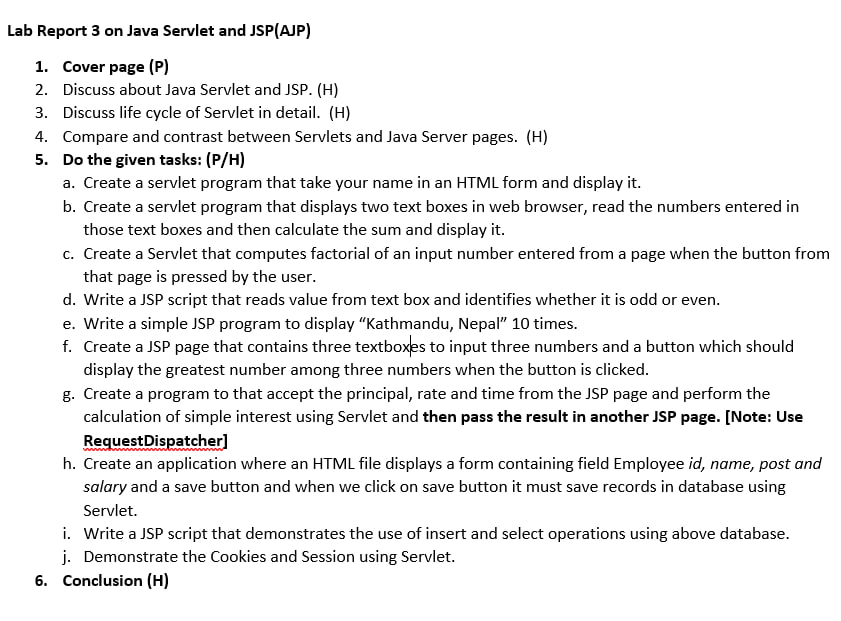 Lab Report 3 on Java Servlet and JSP(AJP)
1. Cover page (P)
2. Discuss about Java Servlet and JSP. (H)
3. Discuss life cycle of Servlet in detail. (H)
4. Compare and contrast between Servlets and Java Server pages. (H)
5. Do the given tasks: (P/H)
a. Create a servlet program that take your name in an HTML form and display it.
b. Create a servlet program that displays two text boxes in web browser, read the numbers entered in
those text boxes and then calculate the sum and display it.
c. Create a Servlet that computes factorial of an input number entered from a page when the button from
that page is pressed by the user.
d. Write a JSP script that reads value from text box and identifies whether it is odd or even.
e. Write a simple JSP program to display “Kathmandu, Nepal” 10 times.
f. Create a JSP page that contains three textboxes to input three numbers and a button which should
display the greatest number among three numbers when the button is clicked.
g. Create a program to that accept the principal, rate and time from the JSP page and perform the
calculation of simple interest using Servlet and then pass the result in another JSP page. [Note: Use
RequestDispatcher]
h. Create an application where an HTML file displays a form containing field Employee id, name, post and
salary and a save button and when we click on save button it must save records in database using
Servlet.
i. Write a JSP script that demonstrates the use of insert and select operations using above database.
j. Demonstrate the Cookies and Session using Servlet.
6. Conclusion (H)